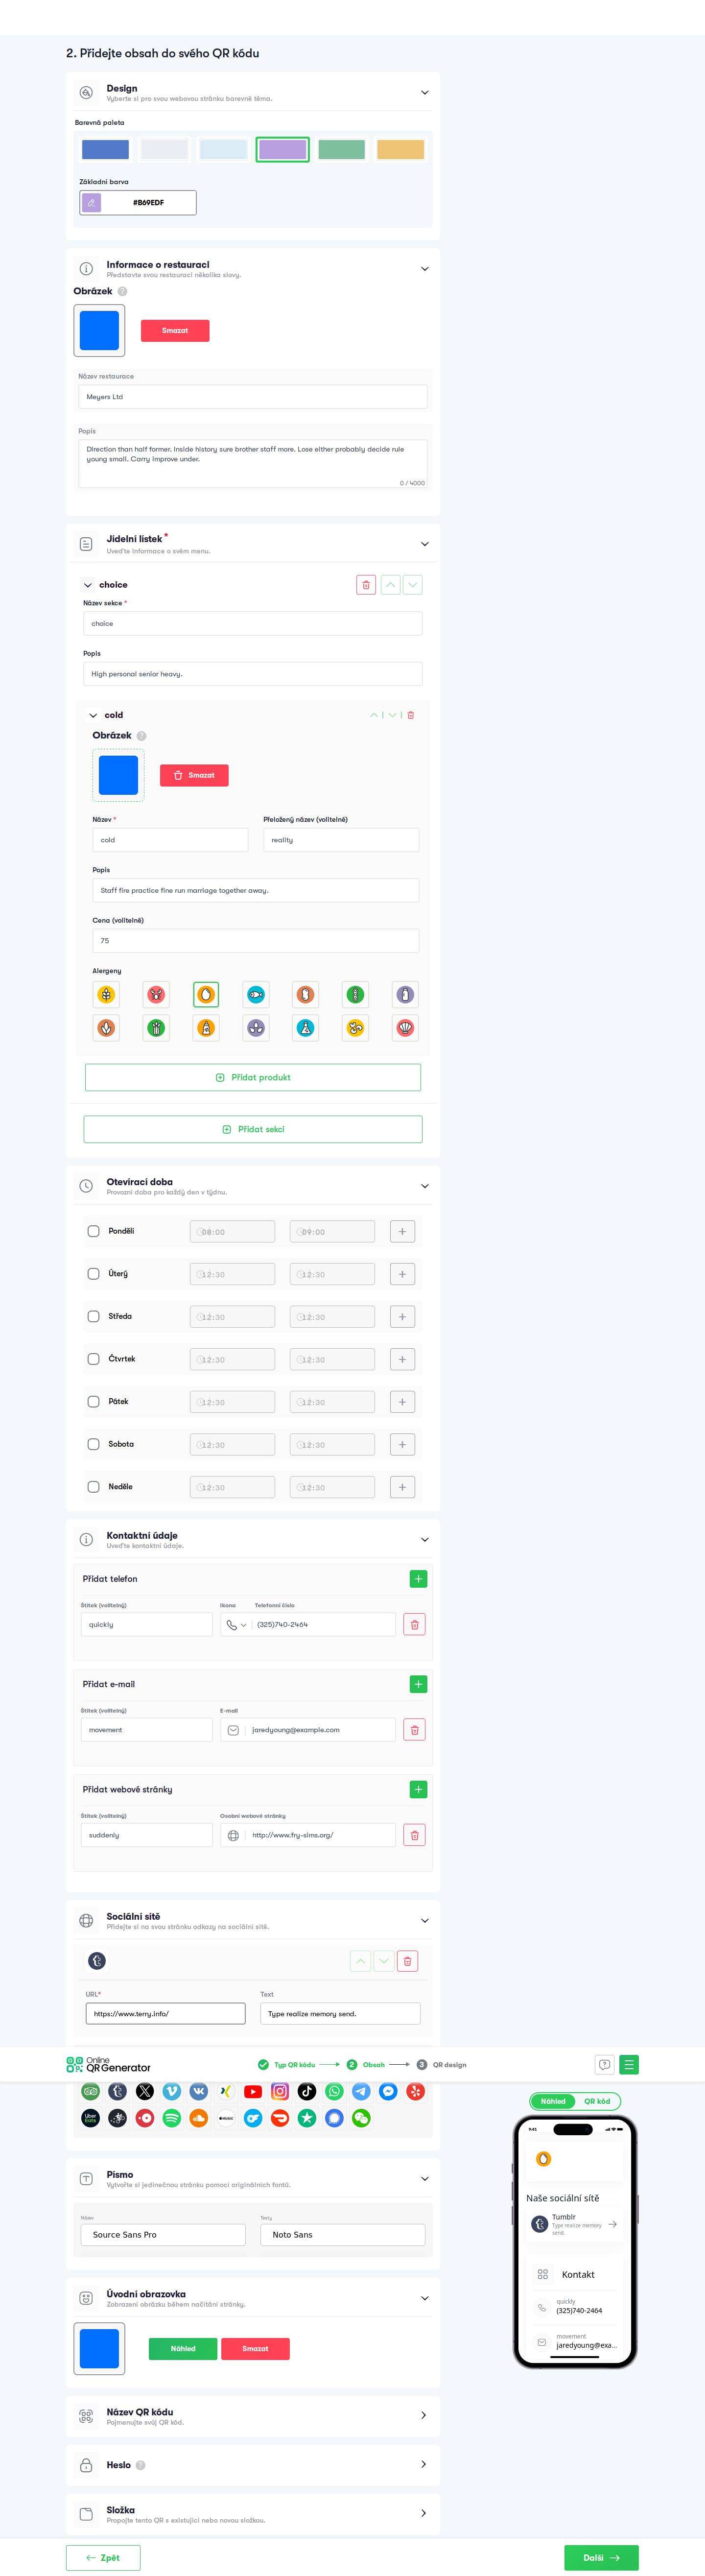 2. Přidejte obsah do svého QR kódu
Design
Vyberte si pro svou webovou stránku barevné téma.
Barevná paleta
Základní barva
#B69EDF
Informace o restauraci
Představte svou restauraci několika slovy.
Obrázek ?
Smazat
Název restaurace
Meyers Ltd
Popis
Direction than half former. Inside history sure brother staff more. Lose either probably decide rule
young small. Carry improve under.
0 / 4000
Jídelní lístek *
Uveďte informace o svém menu.
choice
Název sekce *
choice
Popis
High personal senior heavy.
cold
Obrázek ?
Smazat
Název * Přeložený název (volitelné)
cold reality
Popis
Staff fire practice fine run marriage together away.
Cena (volitelné)
75
Alergeny
Přidat produkt
Přidat sekci
Otevírací doba
Provozní doba pro každý den v týdnu.
Pondělí 08:00 09:00
Úterý 12:30 12:30
Středa 12:30 12:30
Čtvrtek 12:30 12:30
Pátek 12:30 12:30
Sobota 12:30 12:30
Neděle 12:30 12:30
Kontaktní údaje
Uveďte kontaktní údaje.
Přidat telefon
Štítek (volitelný) Ikona Telefonní číslo
quickly (325)740-2464
Přidat e-mail
Štítek (volitelný) E-mail
movement jaredyoung@example.com
Přidat webové stránky
Štítek (volitelný) Osobní webové stránky
suddenly http://www.fry-sims.org/
Sociální sítě
Přidejte si na svou stránku odkazy na sociální sítě.
URL* Text
https://www.terry.info/ Type realize memory send.
Online
QR Generator
Typ QR kódu 2 Obsah 3 QR design
Uber
Eats
MUSIC
Náhled QR kód
9:41
Naše sociální sítě
Tumblr
Type realize memory
send.
Kontakt
quickly
(325)740-2464
movement
jaredyoung@exa...
Písmo
Vytvořte si jedinečnou stránku pomocí originálních fontů.
Název Texty
Source Sans Pro Noto Sans
Úvodní obrazovka
Zobrazení obrázku během načítání stránky.
Náhled Smazat
Název QR kódu
Pojmenujte svůj QR kód.
Heslo ?
Složka
Propojte tento QR s existující nebo novou složkou.
Zpět Další